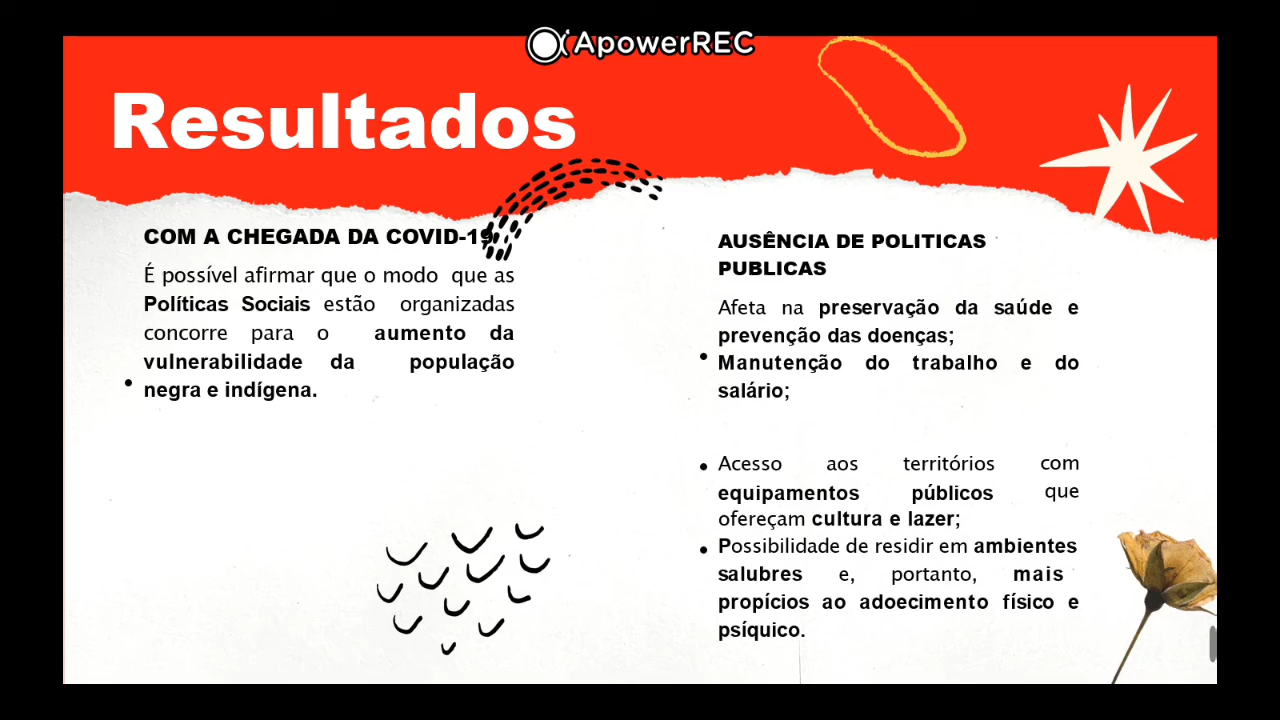 ApowerREC
Resultados
COM A CHEGADA DA COVID-19
É possível afirmar que o modo que as
Políticas Sociais estão organizadas
concorre para o aumento da
vulnerabilidade da população
negra e indígena.
AUSÊNCIA DE POLITICAS
PUBLICAS
Afeta na preservação da saúde e
prevenção das doenças;
Manutenção do trabalho e do
salário;
Acesso aos territórios com
equipamentos públicos que
ofereçam cultura e lazer;
Possibilidade de residir em ambientes
salubres e, portanto, mais
propícios ao adoecimento físico e
psíquico.